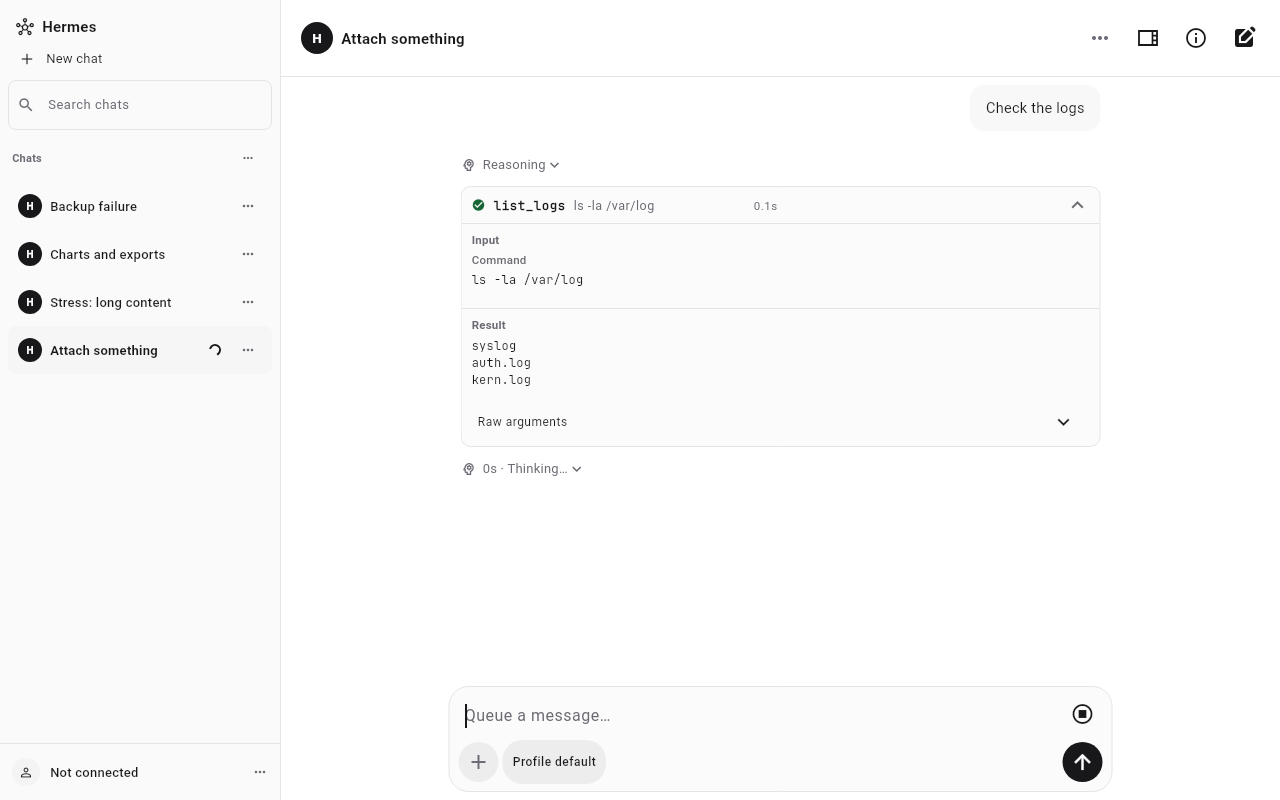 Hermes
New chat
Search chats
Chats
H Backup failure
H Charts and exports
H Stress: long content
H Attach something
Not connected
H Attach something
Check the logs
Reasoning
list_logs ls -la /var/log 0.1s
Input
Command
ls -la /var/log
Result
syslog
auth.log
kern.log
Raw arguments
0s · Thinking…
Queue a message…
Profile default